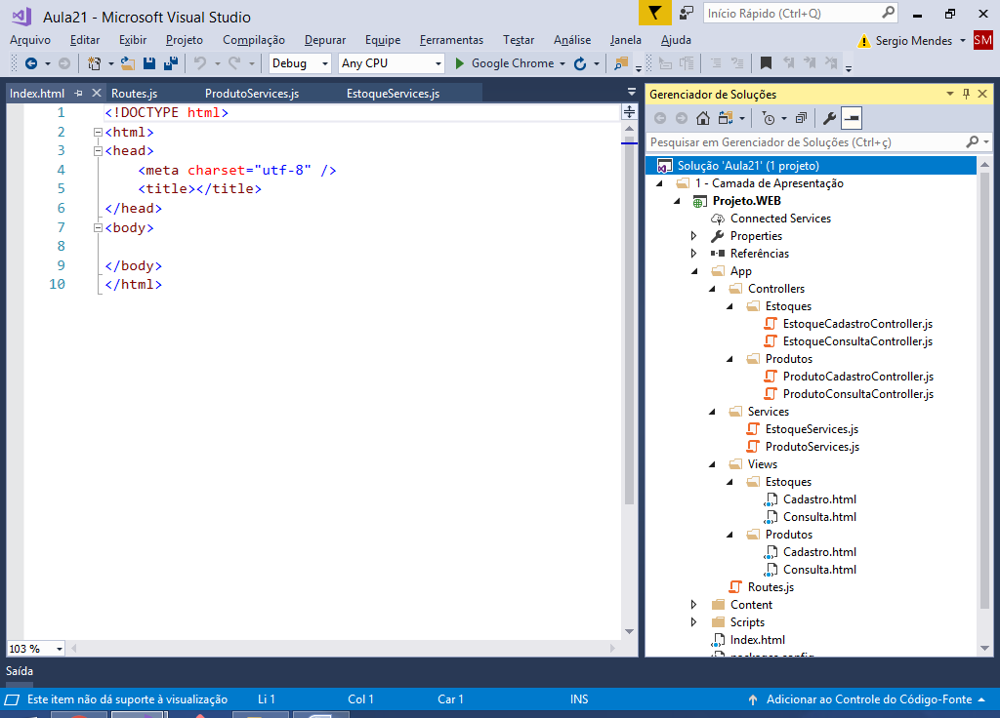 Aula21 - Microsoft Visual Studio
Início Rápido (Ctrl+Q)
Arquivo Editar Exibir Projeto Compilação Depurar Equipe Ferramentas Testar Análise Janela Ajuda
Sergio Mendes SM
Debug Any CPU Google Chrome
Index.html Routes.js ProdutoServices.js EstoqueServices.js
1 <!DOCTYPE html>
2 <html>
3 <head>
4 <meta charset="utf-8" />
5 <title></title>
6 </head>
7 <body>
8
9 </body>
10 </html>
103 %
Gerenciador de Soluções
Pesquisar em Gerenciador de Soluções (Ctrl+ç)
Solução 'Aula21' (1 projeto)
1 - Camada de Apresentação
Projeto.WEB
Connected Services
Properties
Referências
App
Controllers
Estoques
EstoqueCadastroController.js
EstoqueConsultaController.js
Produtos
ProdutoCadastroController.js
ProdutoConsultaController.js
Services
EstoqueServices.js
ProdutoServices.js
Views
Estoques
Cadastro.html
Consulta.html
Produtos
Cadastro.html
Consulta.html
Routes.js
Content
Scripts
Index.html
packages.config
Saída
Este item não dá suporte à visualização Li 1 Col 1 Car 1 INS Adicionar ao Controle do Código-Fonte